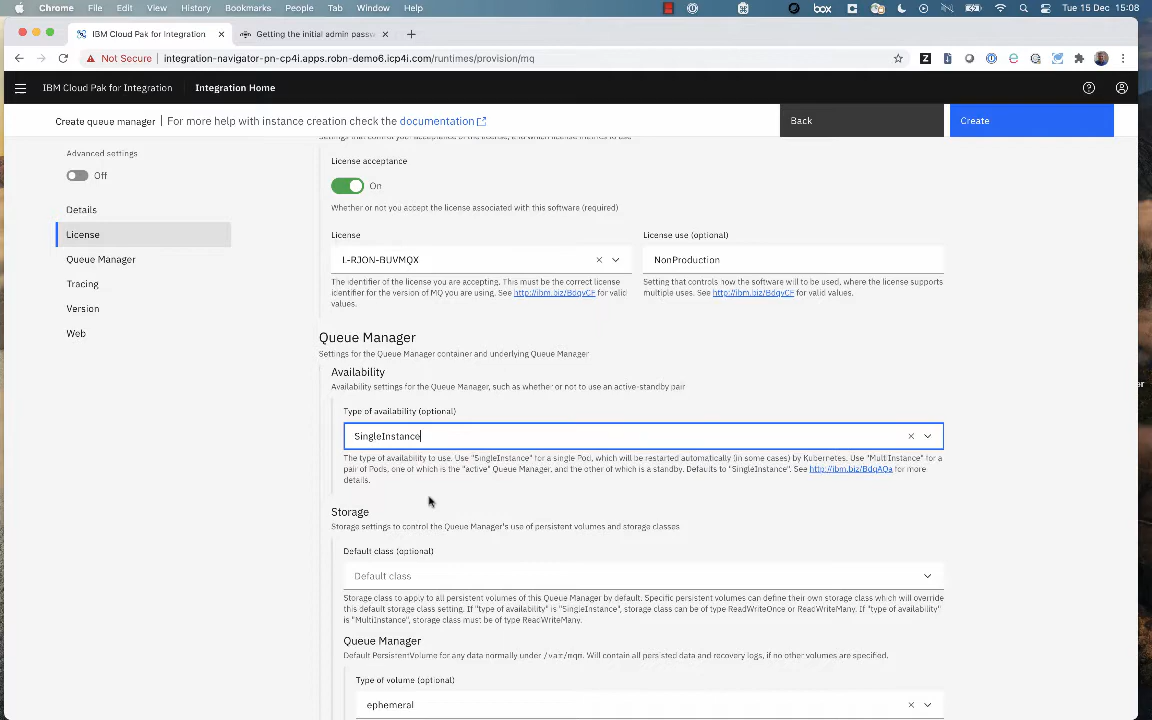 Chrome File Edit View History Bookmarks People Tab Window Help box Tue 15 Dec 15:08
IBM Cloud Pak for Integration Getting the initial admin passw
Not Secure integration-navigator-pn-cp4i.apps.robn-demo6.icp4i.com/runtimes/provision/mq
IBM Cloud Pak for Integration Integration Home
Create queue manager For more help with instance creation check the documentation Back Create
Advanced settings
Off
Details
License
Queue Manager
Tracing
Version
Web
Settings that control your acceptance of the license, and which license metrics to use
License acceptance
On
Whether or not you accept the license associated with this software (required)
License License use (optional)
L-RJON-BUVMQX NonProduction
The identifier of the license you are accepting. This must be the correct license
identifier for the version of MQ you are using. See http://ibm.biz/BdqvCF for valid
values.
Setting that controls how the software will be used, where the license supports
multiple uses. See http://ibm.biz/BdqvCF for valid values.
Queue Manager
Settings for the Queue Manager container and underlying Queue Manager
Availability
Availability settings for the Queue Manager, such as whether or not to use an active-standby pair
Type of availability (optional)
SingleInstance
The type of availability to use. Use "SingleInstance" for a single Pod, which will be restarted automatically (in some cases) by Kubernetes. Use "MultiInstance" for a
pair of Pods, one of which is the "active" Queue Manager, and the other of which is a standby. Defaults to "SingleInstance". See http://ibm.biz/BdqAQa for more
details.
Storage
Storage settings to control the Queue Manager's use of persistent volumes and storage classes
Default class (optional)
Default class
Storage class to apply to all persistent volumes of this Queue Manager by default. Specific persistent volumes can define their own storage class which will override
this default storage class setting. If "type of availability" is "SingleInstance", storage class can be of type ReadWriteOnce or ReadWriteMany. If "type of availability"
is "MultiInstance", storage class must be of type ReadWriteMany.
Queue Manager
Default PersistentVolume for any data normally under /var/mqm. Will contain all persisted data and recovery logs, if no other volumes are specified.
Type of volume (optional)
ephemeral